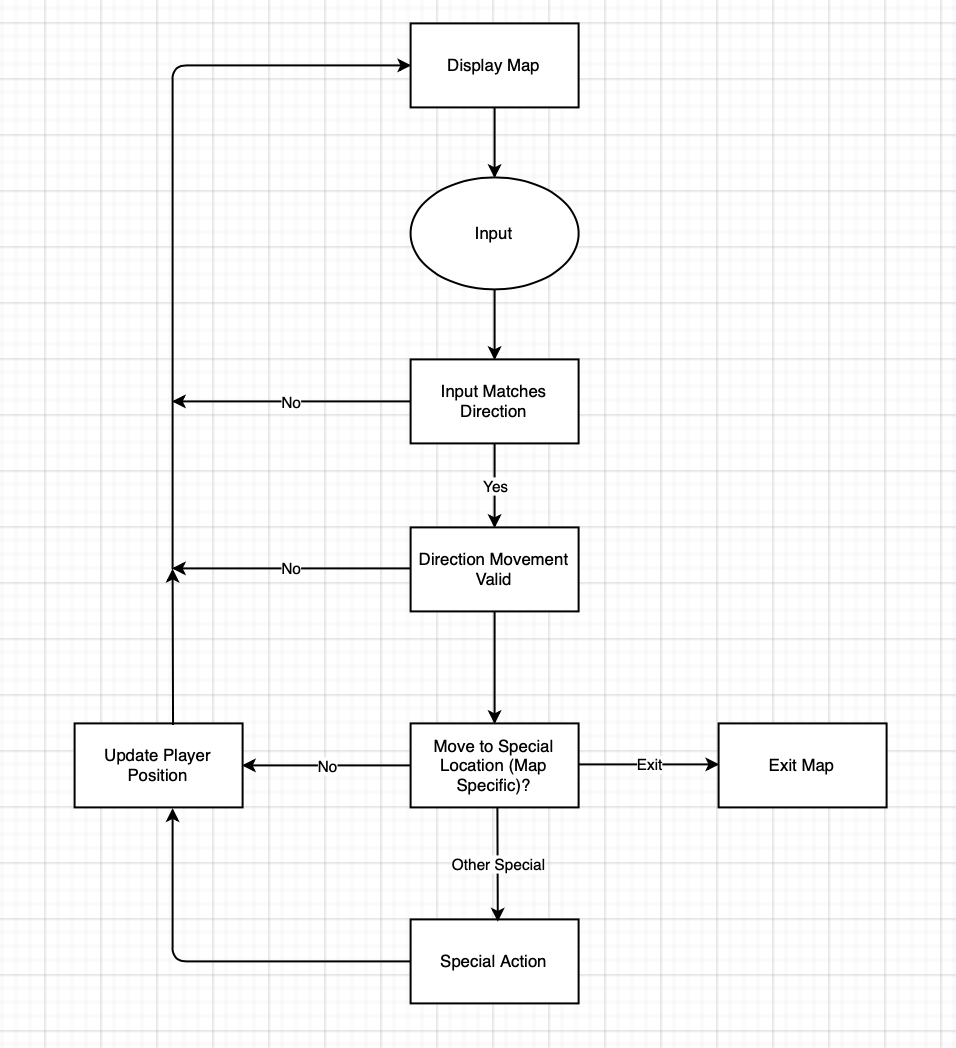 Display Map
Input
Input Matches
Direction
No
Yes
Direction Movement
Valid
No
Update Player
Position
No
Move to Special
Location (Map
Specific)?
Exit
Exit Map
Other Special
Special Action